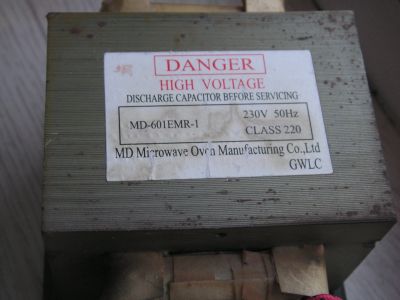 DANGER
HIGH VOLTAGE
DISCHARGE CAPACITOR BEFORE SERVICING
MD-601EMR-1 230V 50Hz
CLASS 220
MD Microwave Oven Manufacturing Co.,Ltd
GWLC